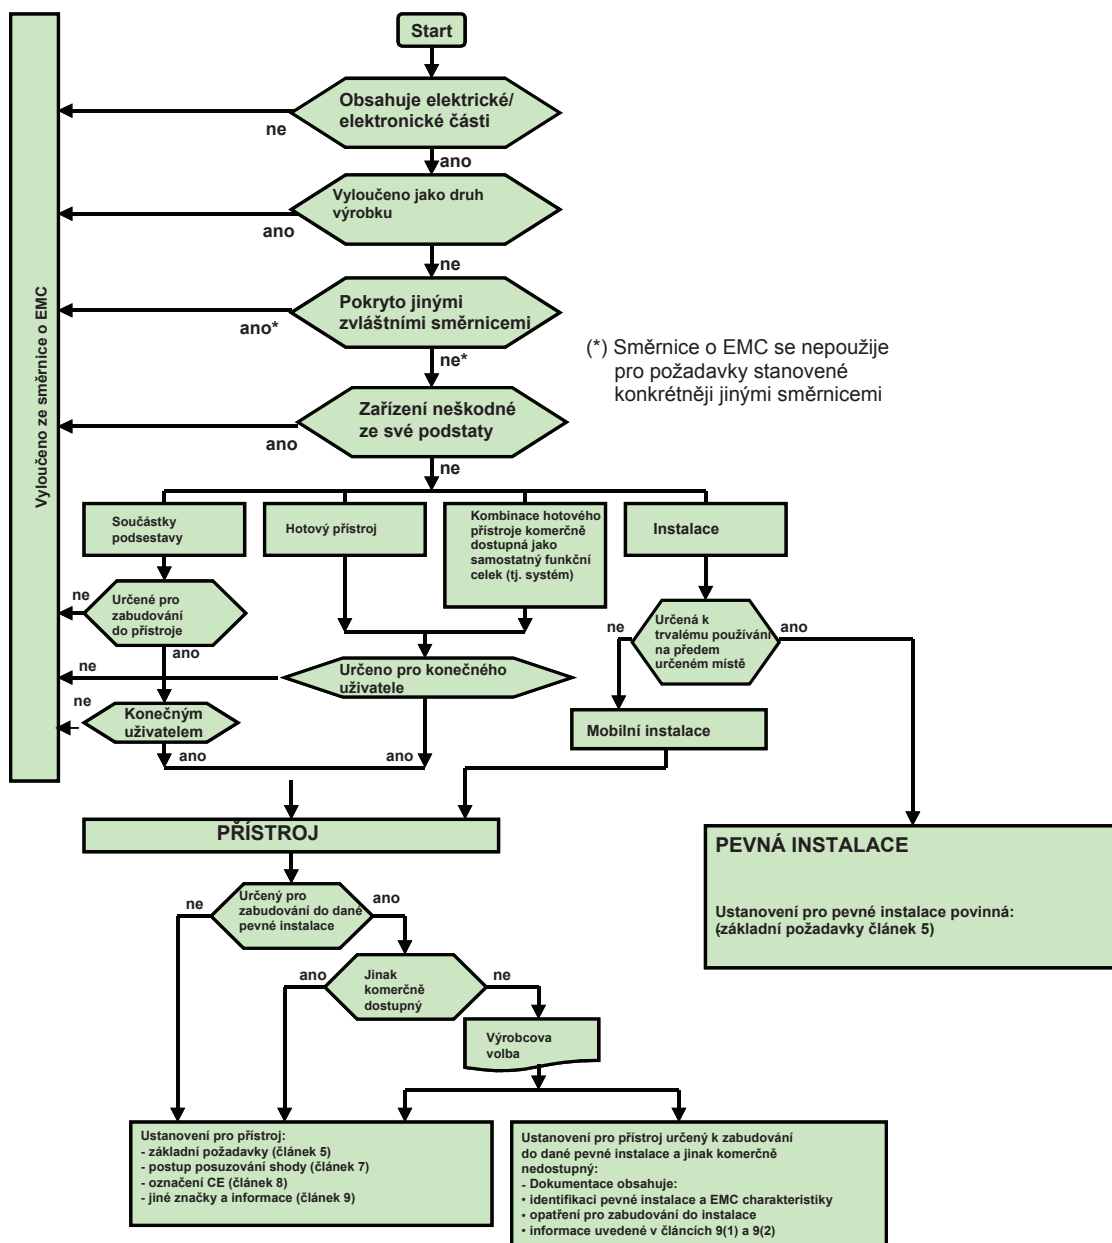 Start
Obsahuje elektrické/
elektronické části
ne
ano
Vyloučeno jako druh
výrobku
ano
ne
Pokryto jinými
zvláštními směrnicemi
ano*
ne*
(*) Směrnice o EMC se nepoužije
pro požadavky stanovené
konkrétněji jinými směrnicemi
Zařízení neškodné
ze své podstaty
ano
ne
Vyloučeno ze směrnice o EMC
Součástky
podsestavy
Hotový přístroj
Kombinace hotového
přístroje komerčně
dostupná jako
samostatný funkční
celek (tj. systém)
Instalace
ne
Určené pro
zabudování
do přístroje
ano
ne
Určená k
trvalému používání
na předem
určeném místě
ano
ne
Určeno pro konečného
uživatele
ne
Konečným
uživatelem
ano
ano
Mobilní instalace
PŘÍSTROJ
PEVNÁ INSTALACE
Ustanovení pro pevné instalace povinná:
(základní požadavky článek 5)
ne
Určený pro
zabudování do dané
pevné instalace
ano
ano
Jinak
komerčně
dostupný
ne
Výrobcova
volba
Ustanovení pro přístroj:
- základní požadavky (článek 5)
- postup posuzování shody (článek 7)
- označení CE (článek 8)
- jiné značky a informace (článek 9)
Ustanovení pro přístroj určený k zabudování
do dané pevné instalace a jinak komerčně
nedostupný:
- Dokumentace obsahuje:
• identifikaci pevné instalace a EMC charakteristiky
• opatření pro zabudování do instalace
• informace uvedené v článcích 9(1) a 9(2)